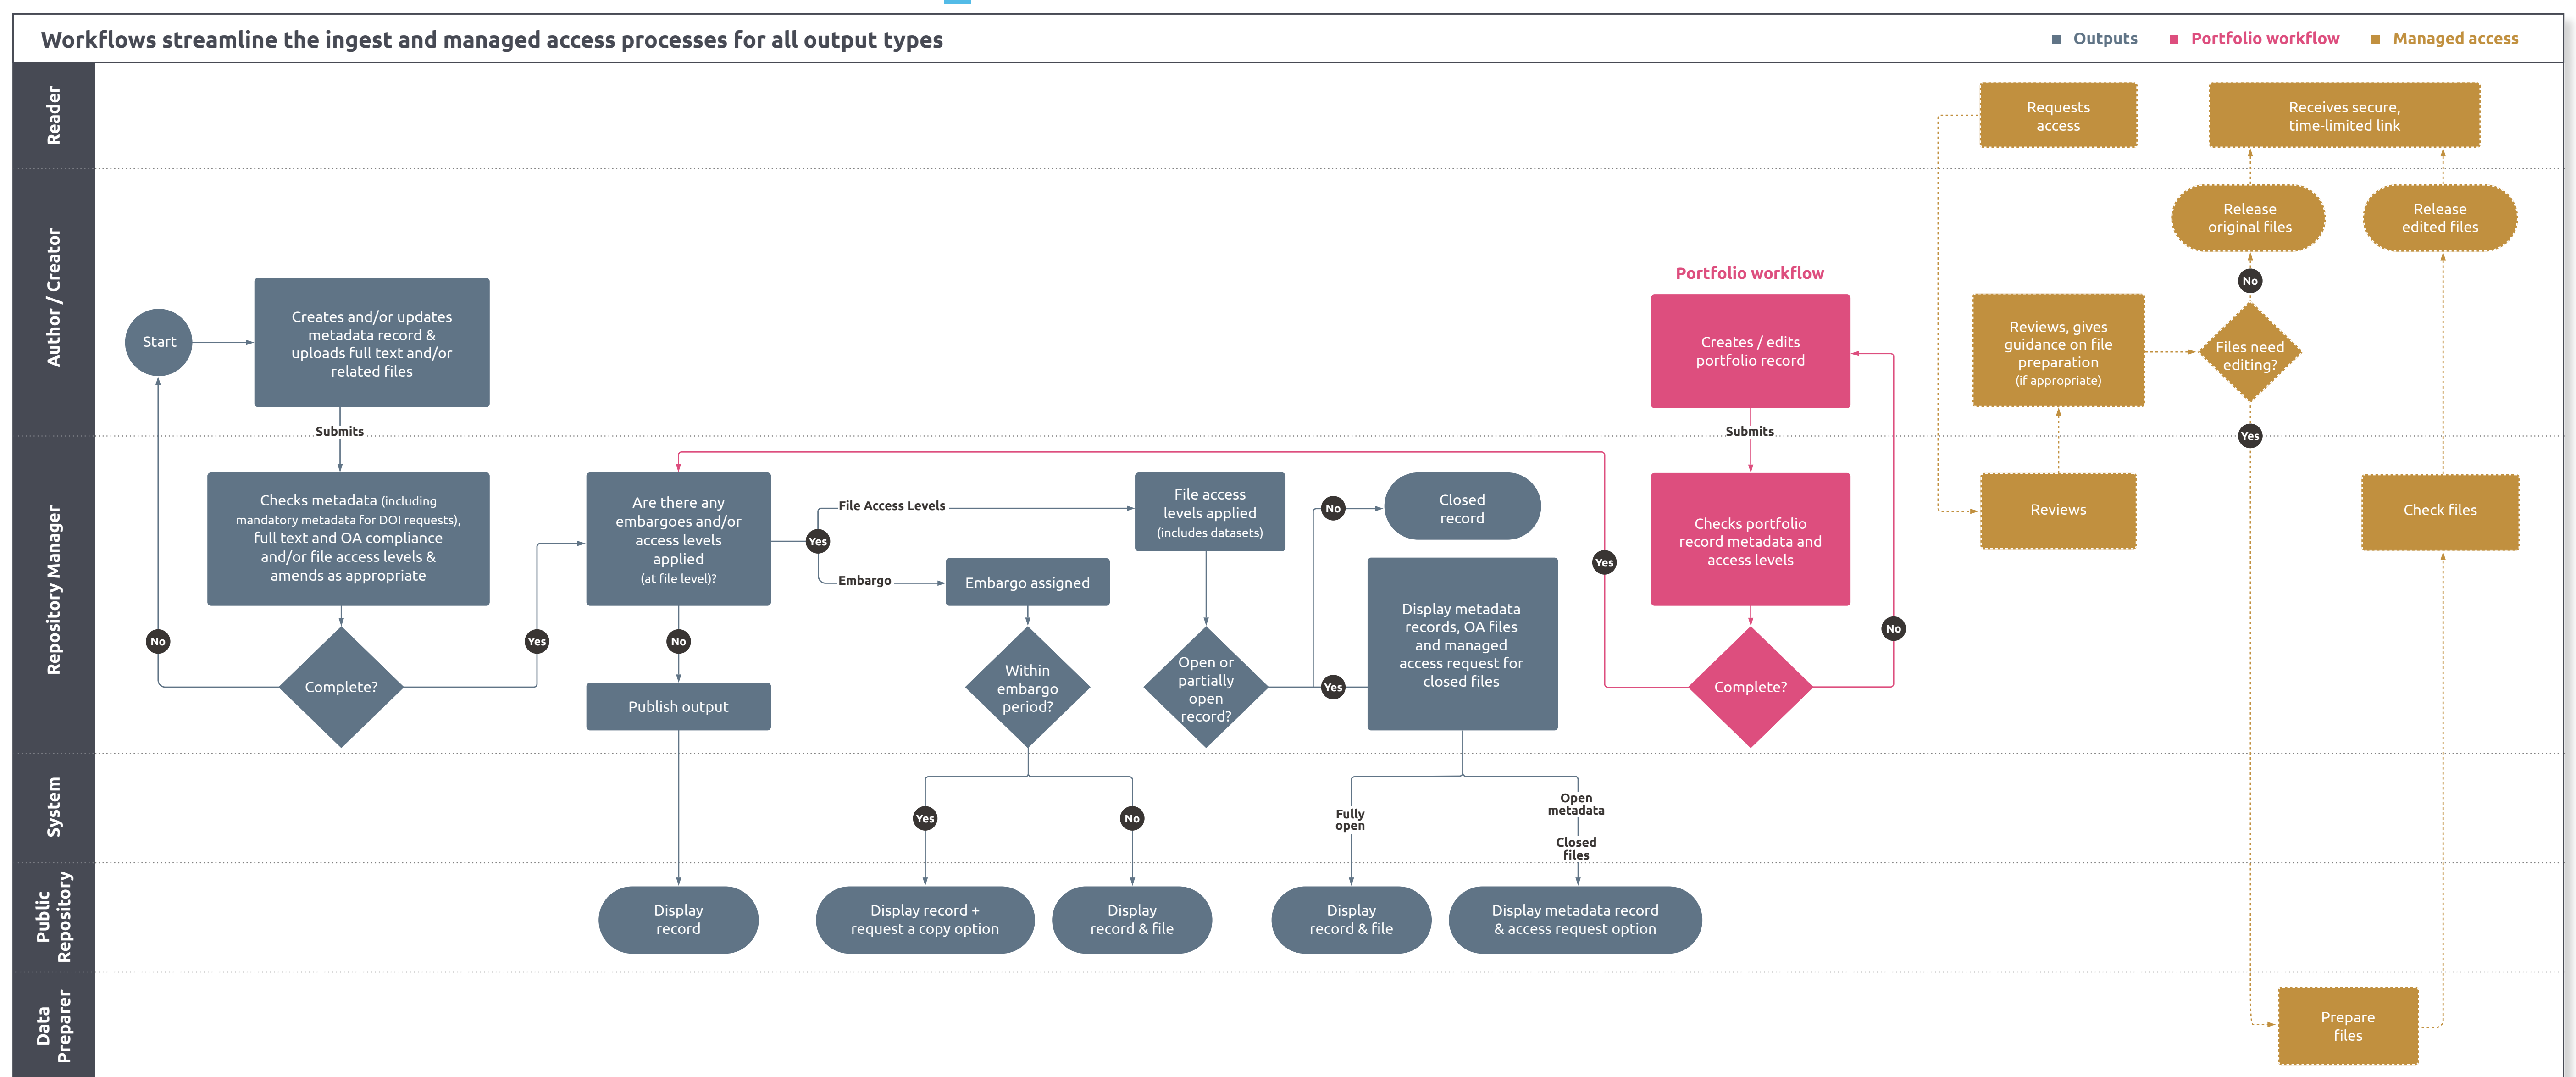 Workflows streamline the ingest and managed access processes for all output types
Outputs
Portfolio workflow
Managed access
Reader
Requests
access
Receives secure,
time-limited link
Author / Creator
Start
Creates and/or updates
metadata record &
uploads full text and/or
related files
Submits
Portfolio workflow
Creates / edits
portfolio record
Submits
Reviews, gives
guidance on file
preparation
(if appropriate)
Files need
editing?
No
Yes
Release
original files
Release
edited files
Repository Manager
Checks metadata (including
mandatory metadata for DOI requests),
full text and OA compliance
and/or file access levels &
amends as appropriate
Complete?
No
Yes
Are there any
embargoes and/or
access levels
applied
(at file level)?
No
Publish output
Yes
File Access Levels
Embargo
Embargo assigned
Within
embargo
period?
File access
levels applied
(includes datasets)
Open or
partially
open
record?
No
Closed
record
Yes
Display metadata
records, OA files
and managed
access request for
closed files
Yes
Checks portfolio
record metadata and
access levels
Complete?
No
Reviews
Check files
System
Yes
No
Fully
open
Open
metadata
Closed
files
Public
Repository
Display
record
Display record +
request a copy option
Display
record & file
Display
record & file
Display metadata record
& access request option
Data
Preparer
Prepare
files